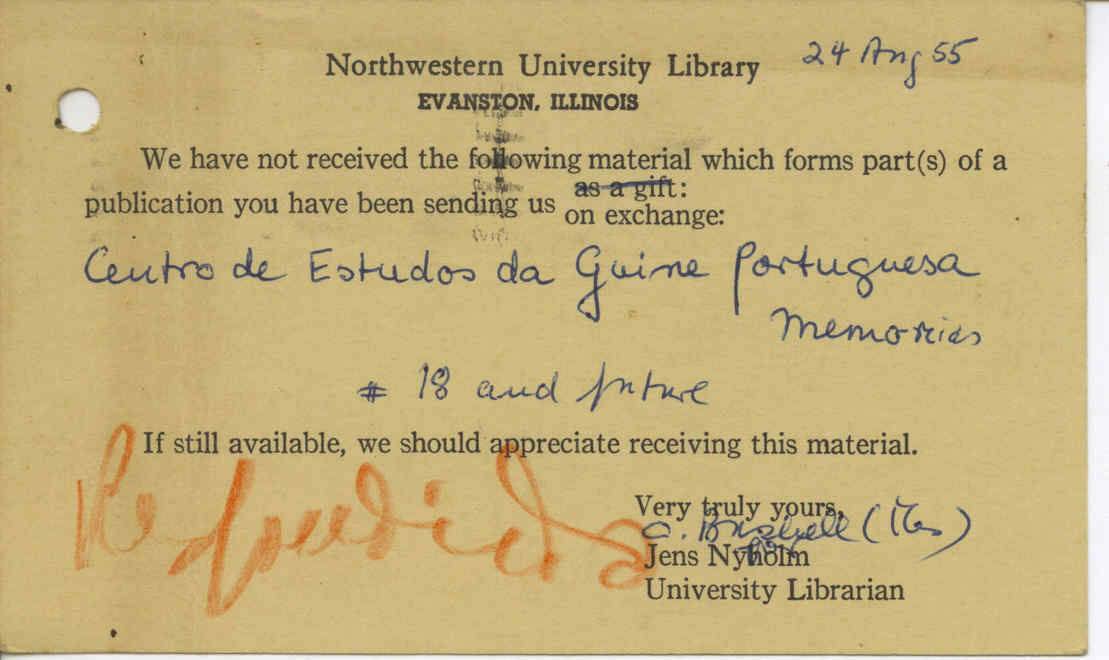 24 Aug 55
Northwestern University Library
EVANSTON, ILLINOIS
We have not received the following material which forms part(s) of a
publication you have been sending us as a gift:
on exchange:
Centro de Estudos da Guine Portuguesa
Memorias
# 18 and future
If still available, we should appreciate receiving this material.
Very truly yours,
(Mrs)
Jens Nyholm
University Librarian